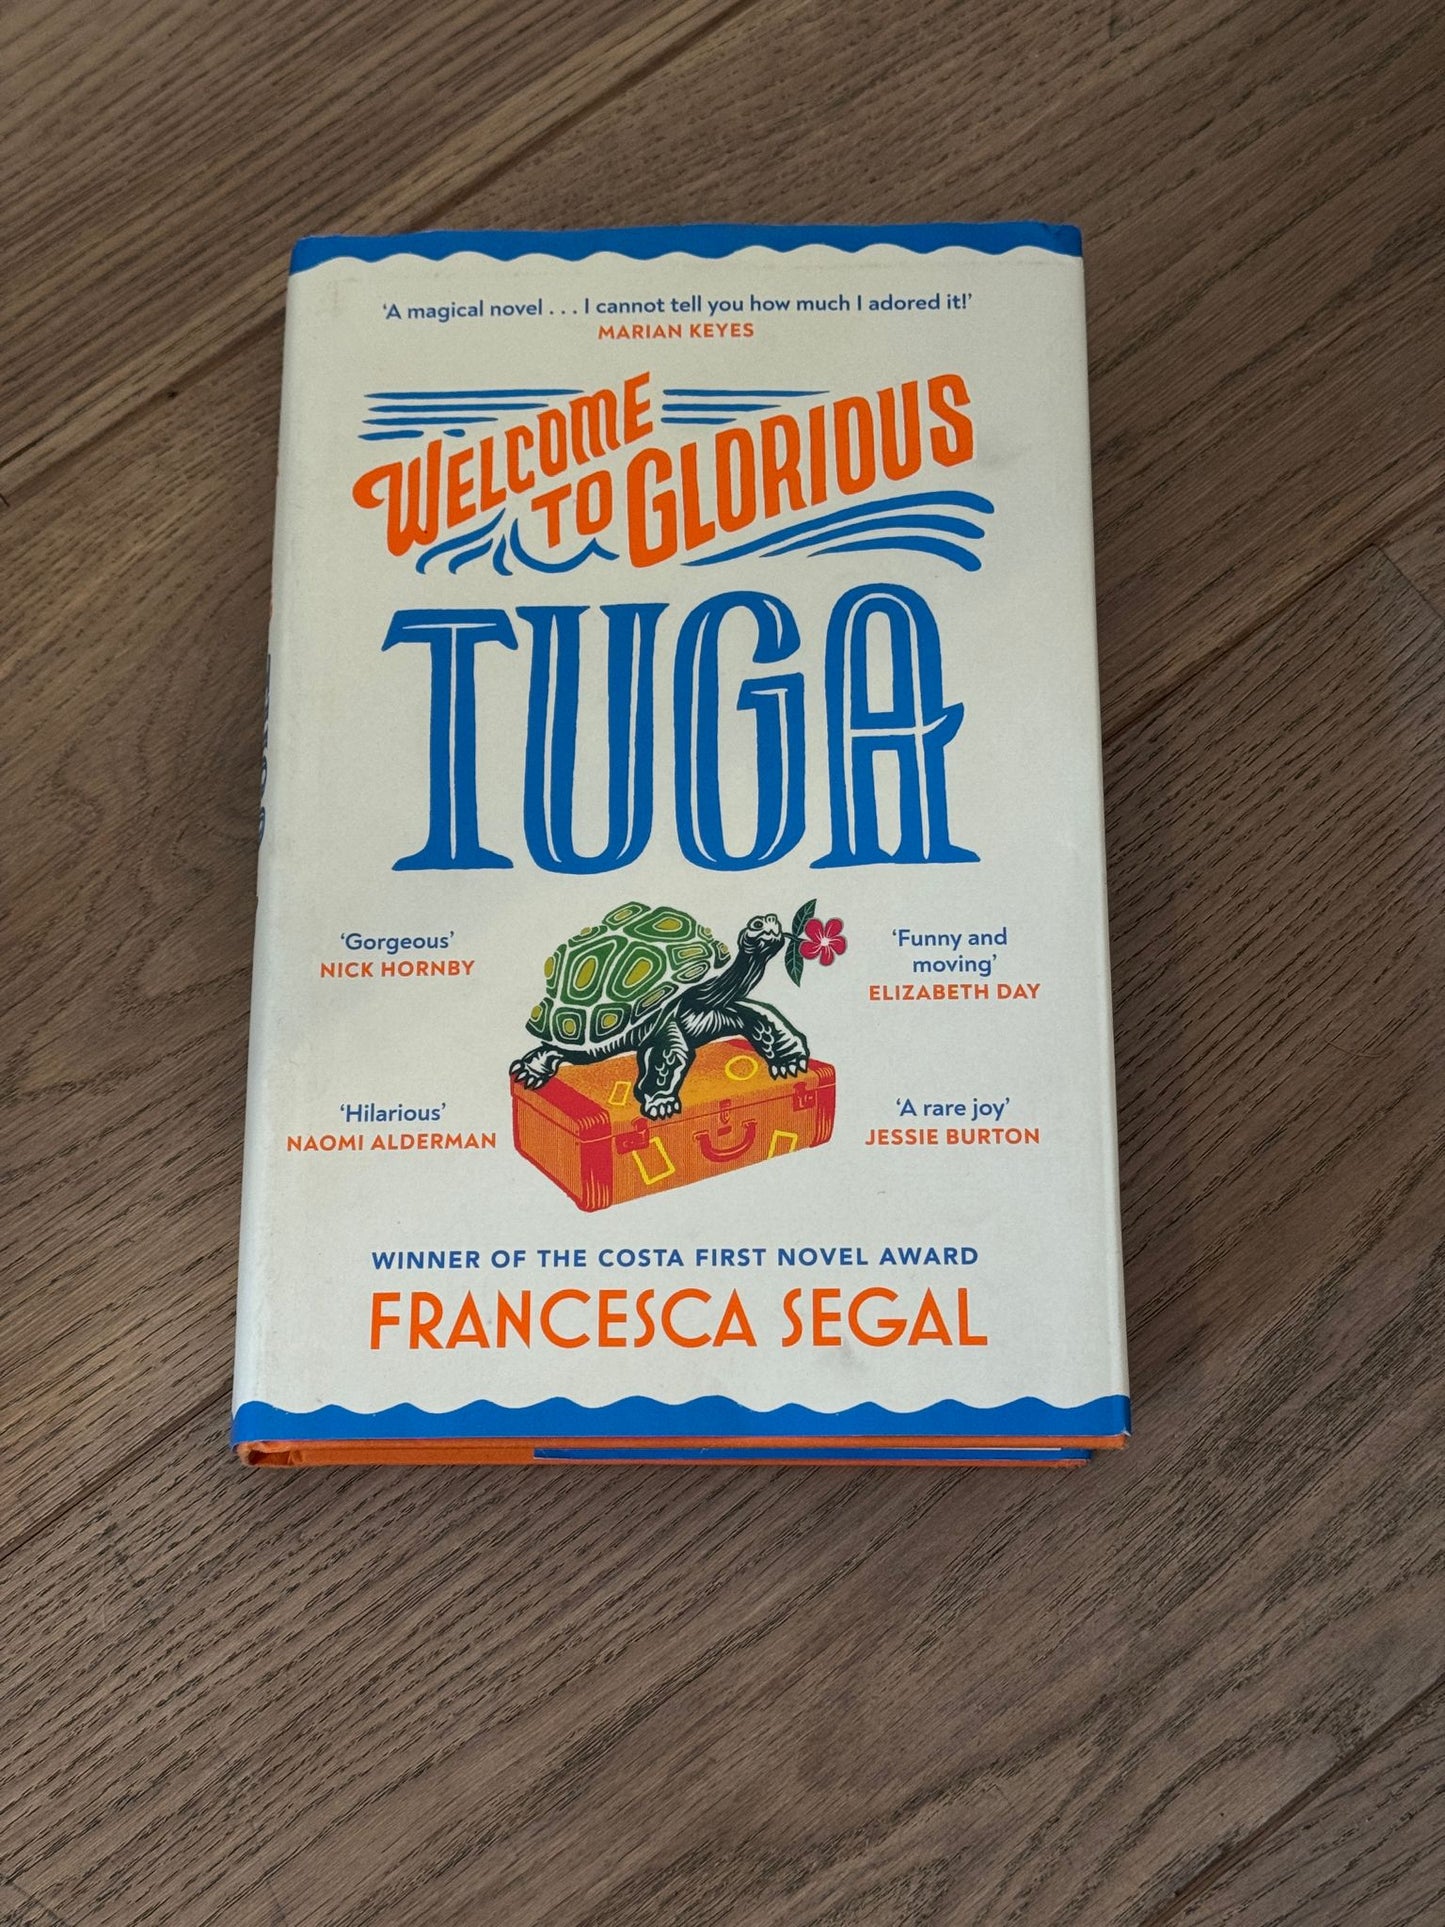 ‘A magical novel . . . I cannot tell you how much I adored it!’
MARIAN KEYES
WELCOME
TO GLORIOUS
TUGA
‘Gorgeous’
NICK HORNBY
‘Funny and
moving’
ELIZABETH DAY
‘Hilarious’
NAOMI ALDERMAN
‘A rare joy’
JESSIE BURTON
WINNER OF THE COSTA FIRST NOVEL AWARD
FRANCESCA SEGAL